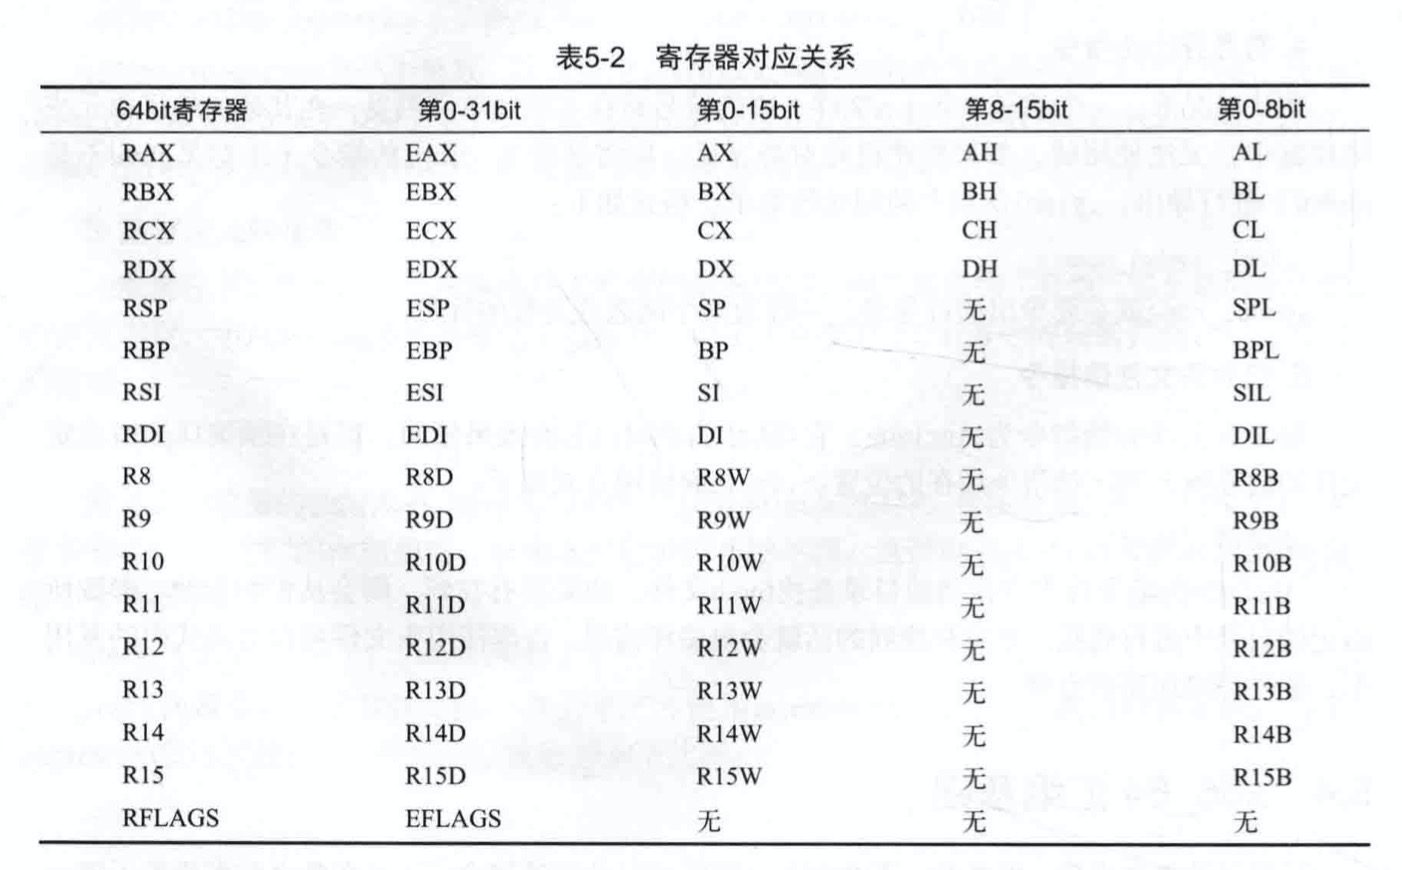 表5-2 寄存器对应关系
64bit寄存器 第0-31bit 第0-15bit 第8-15bit 第0-8bit
RAX EAX AX AH AL
RBX EBX BX BH BL
RCX ECX CX CH CL
RDX EDX DX DH DL
RSP ESP SP 无 SPL
RBP EBP BP 无 BPL
RSI ESI SI 无 SIL
RDI EDI DI 无 DIL
R8 R8D R8W 无 R8B
R9 R9D R9W 无 R9B
R10 R10D R10W 无 R10B
R11 R11D R11W 无 R11B
R12 R12D R12W 无 R12B
R13 R13D R13W 无 R13B
R14 R14D R14W 无 R14B
R15 R15D R15W 无 R15B
RFLAGS EFLAGS 无 无 无